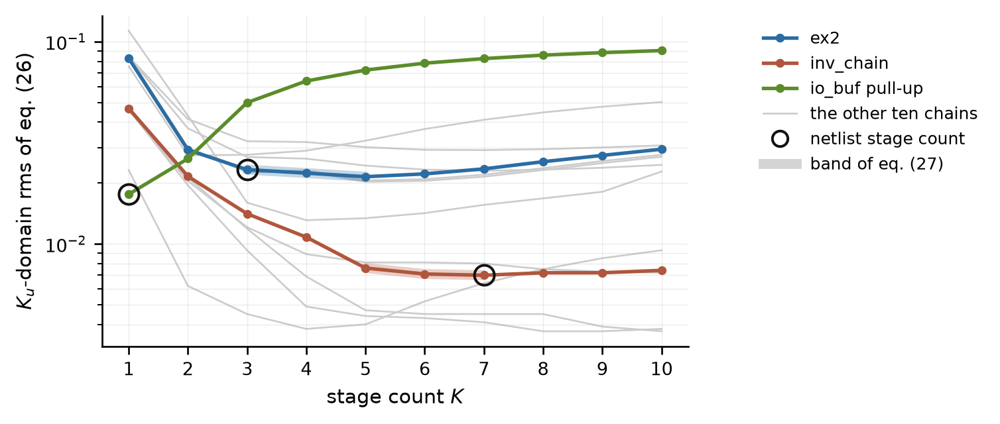 10⁻¹
10⁻²
K_u-domain rms of eq. (26)
1 2 3 4 5 6 7 8 9 10
stage count K
ex2
inv_chain
io_buf pull-up
the other ten chains
netlist stage count
band of eq. (27)